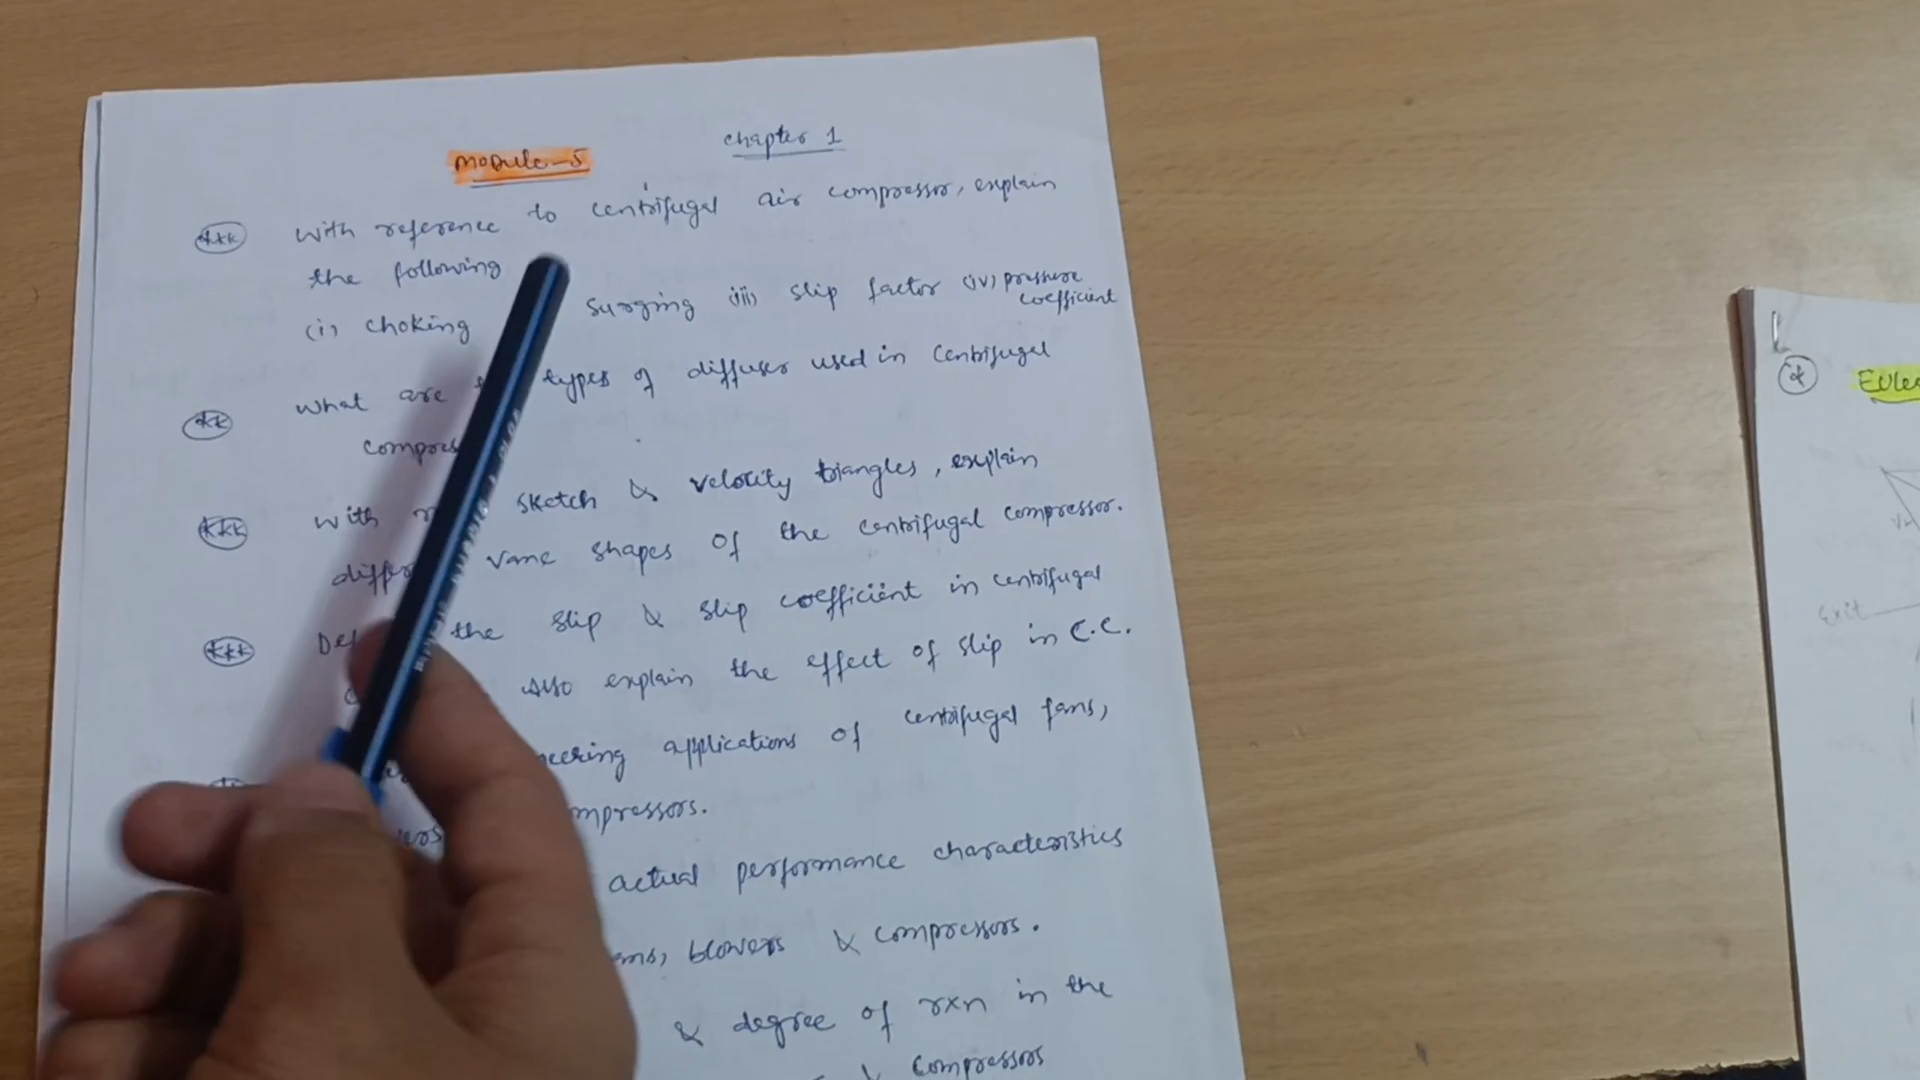 Module-5
chapter 1
*** With reference to centrifugal air compressor, explain
the following
(i) choking surging (iii) slip factor (iv) pressure
coefficient
** What are types of diffuser used in centrifugal
*** With sketch & velocity triangles, explain
vane shapes of the centrifugal compressor.
*** the slip & slip coefficient in centrifugal
Also explain the effect of slip in C.C.
applications of centrifugal fans,
actual performance characteristics
blowers & compressors.
& degree of rxn in the
compressors
Exit